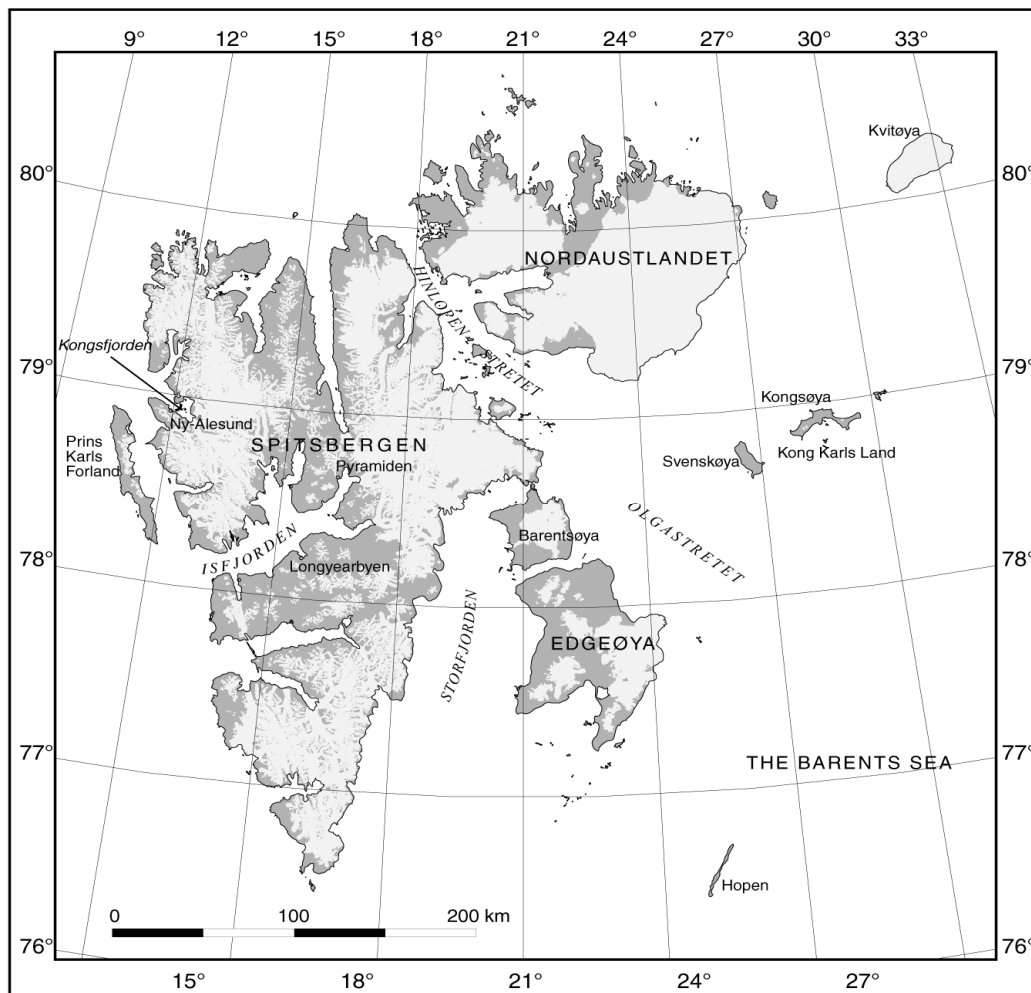 9° 12° 15° 18° 21° 24° 27° 30° 33°
Kvitøya
80° 80°
NORDAUSTLANDET
HINLOPEN-
STRETET
Kongsfjorden
79° 79°
Kongsøya
Ny-Ålesund
Prins
Karls
Forland
SPITSBERGEN
Pyramiden
Svenskøya
Kong Karls Land
OLGASTRETET
Barentsøya
ISFJORDEN
78° 78°
Longyearbyen
STORFJORDEN
EDGEØYA
77° 77°
THE BARENTS SEA
Hopen
0 100 200 km
76° 76°
15° 18° 21° 24° 27°